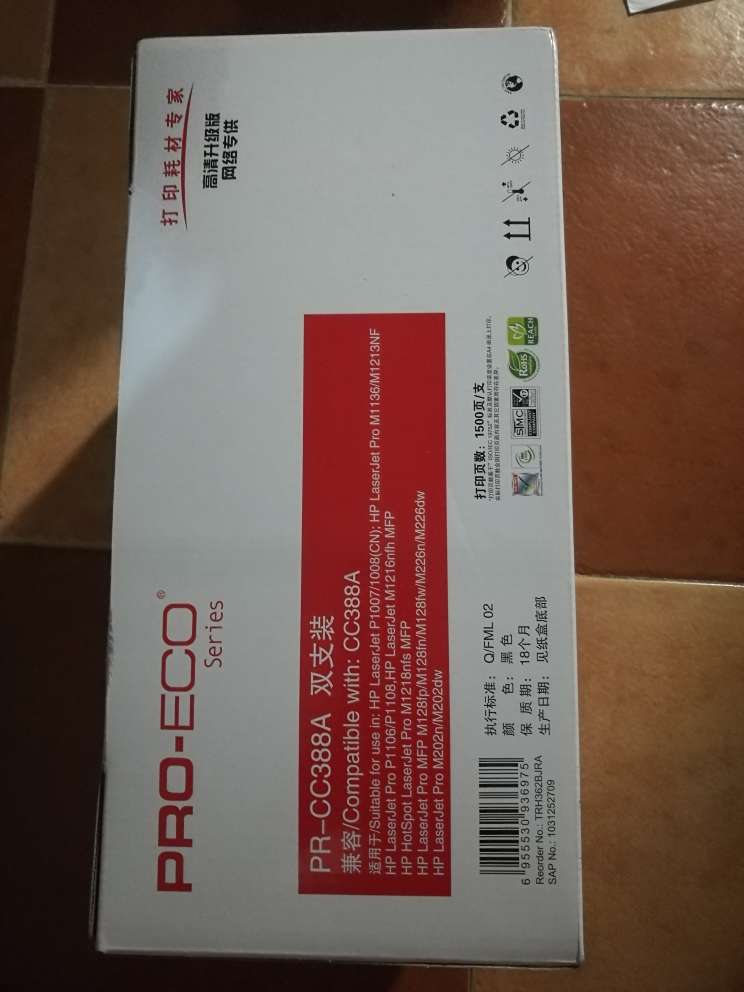 PRO-ECO®
Series
打印耗材专家
高清升级版
网络专供
PR-CC388A 双支装
兼容/Compatible with: CC388A
适用于/Suitable for use in: HP LaserJet P1007/1008(CN); HP LaserJet Pro M1136/M1213NF
HP LaserJet Pro P1106/P1108,HP LaserJet M1216nfh MFP
HP HotSpot LaserJet Pro M1218nfs MFP
HP LaserJet Pro MFP M128fp/M128fn/M128fw/M226n/M226dw
HP LaserJet Pro M202n/M202dw
6 955530 936975
Reorder No.: TRH362BJRA
SAP No.: 1031252709
执行标准: Q/FML 02
颜 色: 黑 色
保 质 期: 18个月
生产日期: 见纸盒底部
打印页数: 1500页/支
STMC
RoHS
REACH